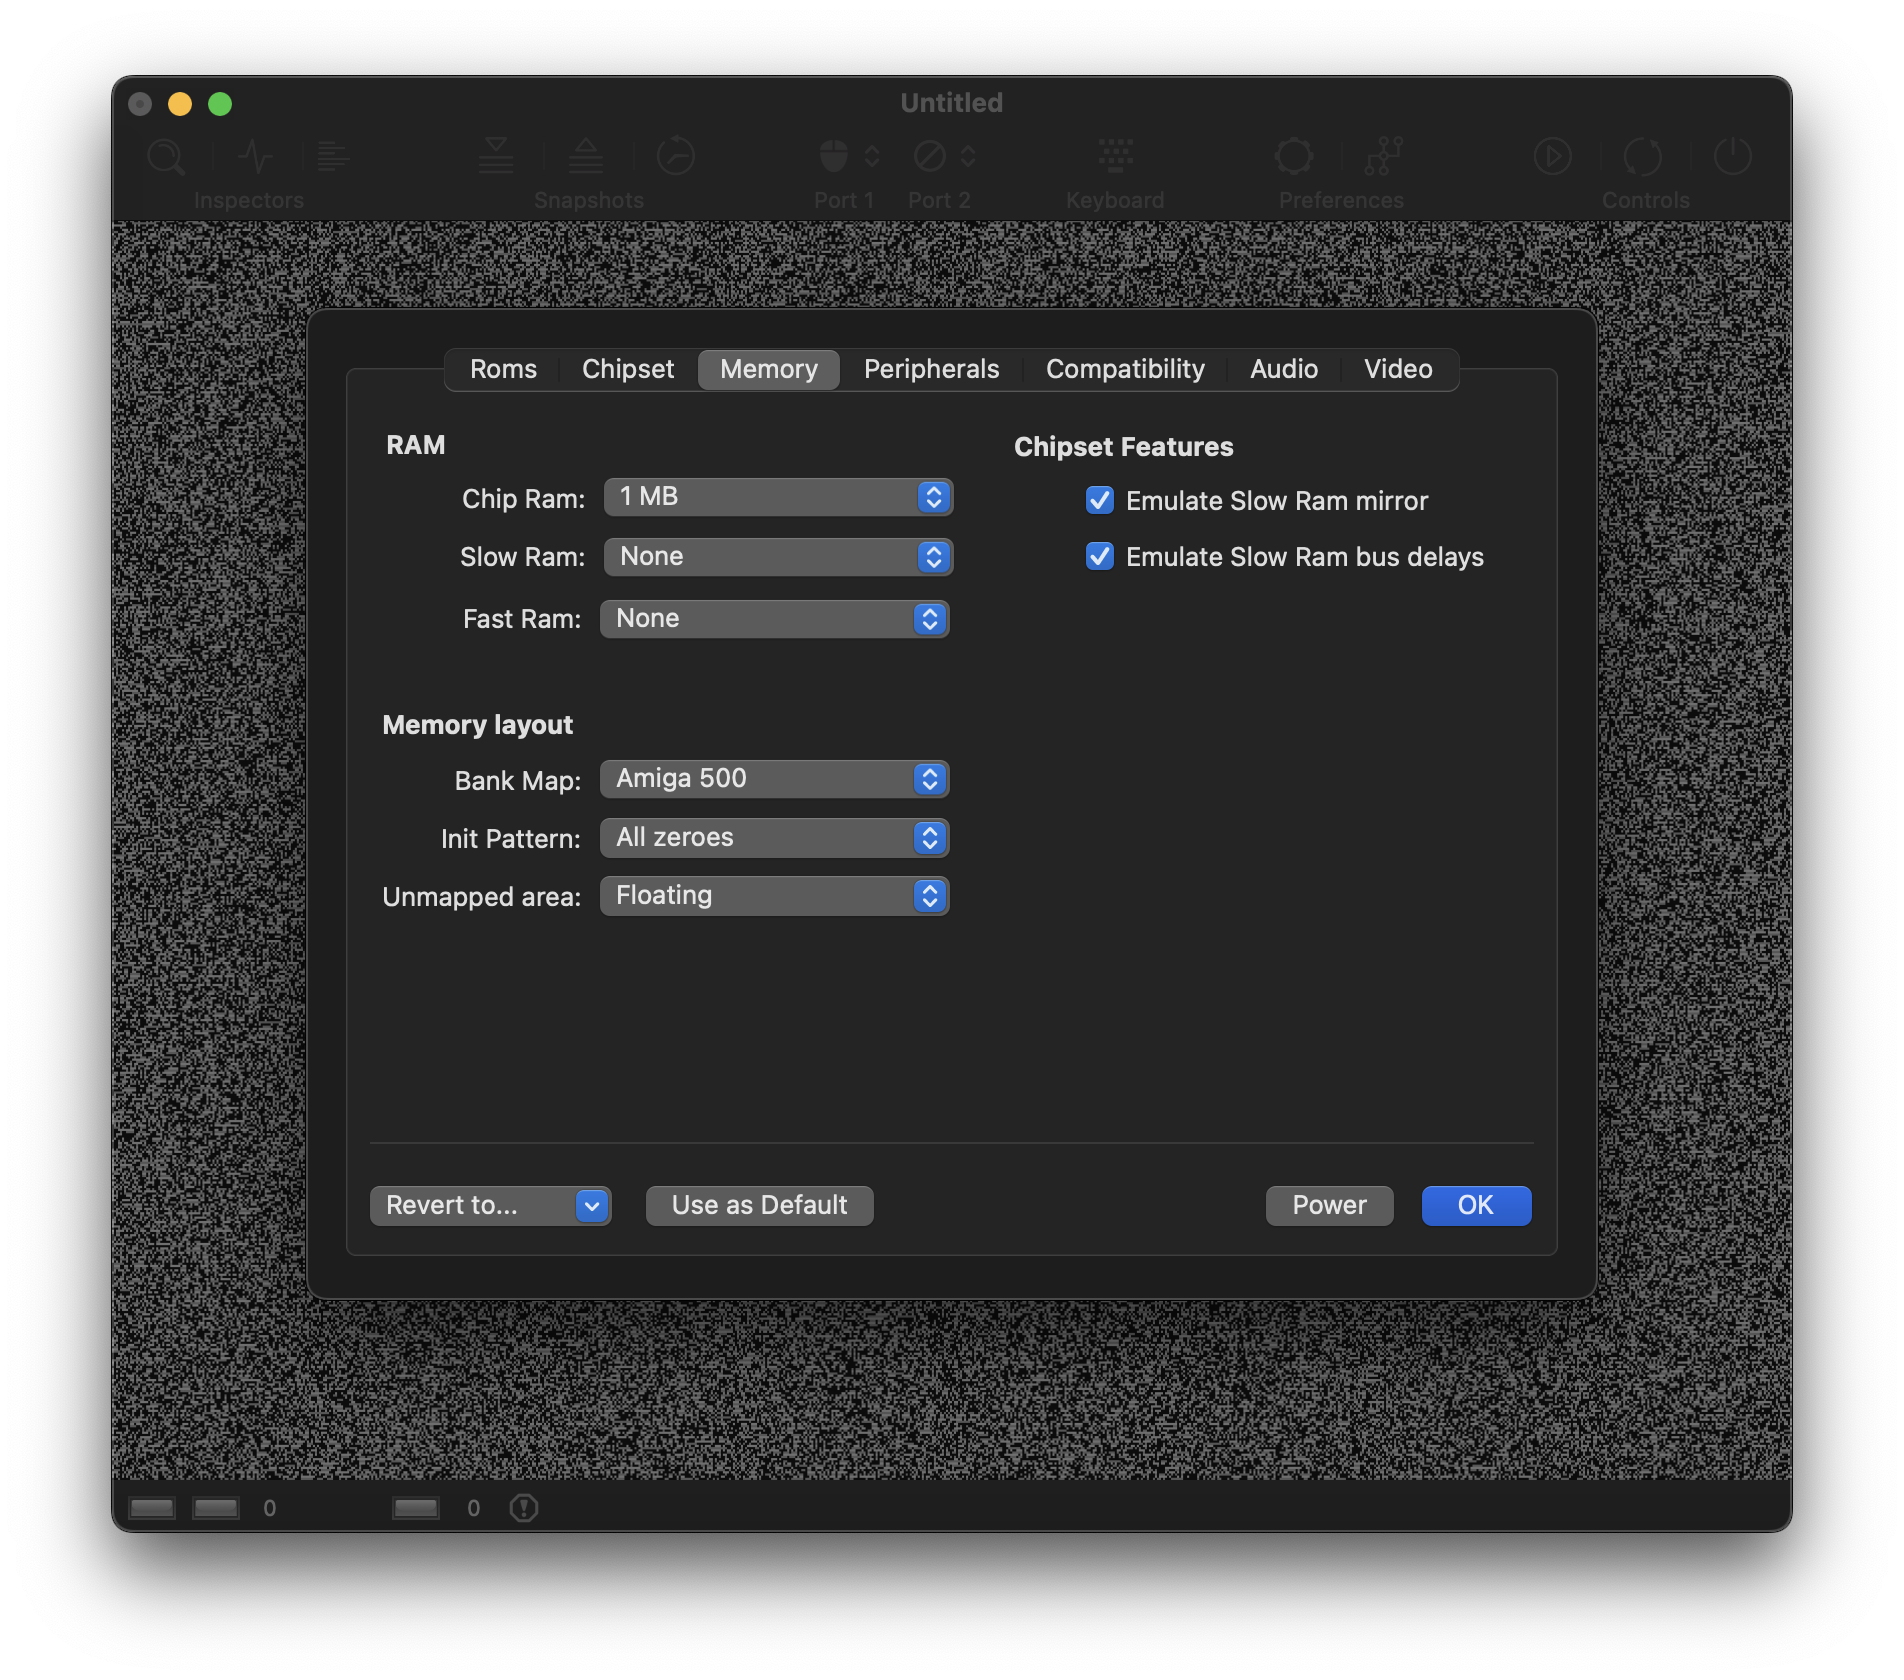 Untitled
Inspectors Snapshots Port 1 Port 2 Keyboard Preferences Controls
Roms Chipset Memory Peripherals Compatibility Audio Video
RAM
Chip Ram: 1 MB
Slow Ram: None
Fast Ram: None
Chipset Features
Emulate Slow Ram mirror
Emulate Slow Ram bus delays
Memory layout
Bank Map: Amiga 500
Init Pattern: All zeroes
Unmapped area: Floating
Revert to... Use as Default Power OK
0 0